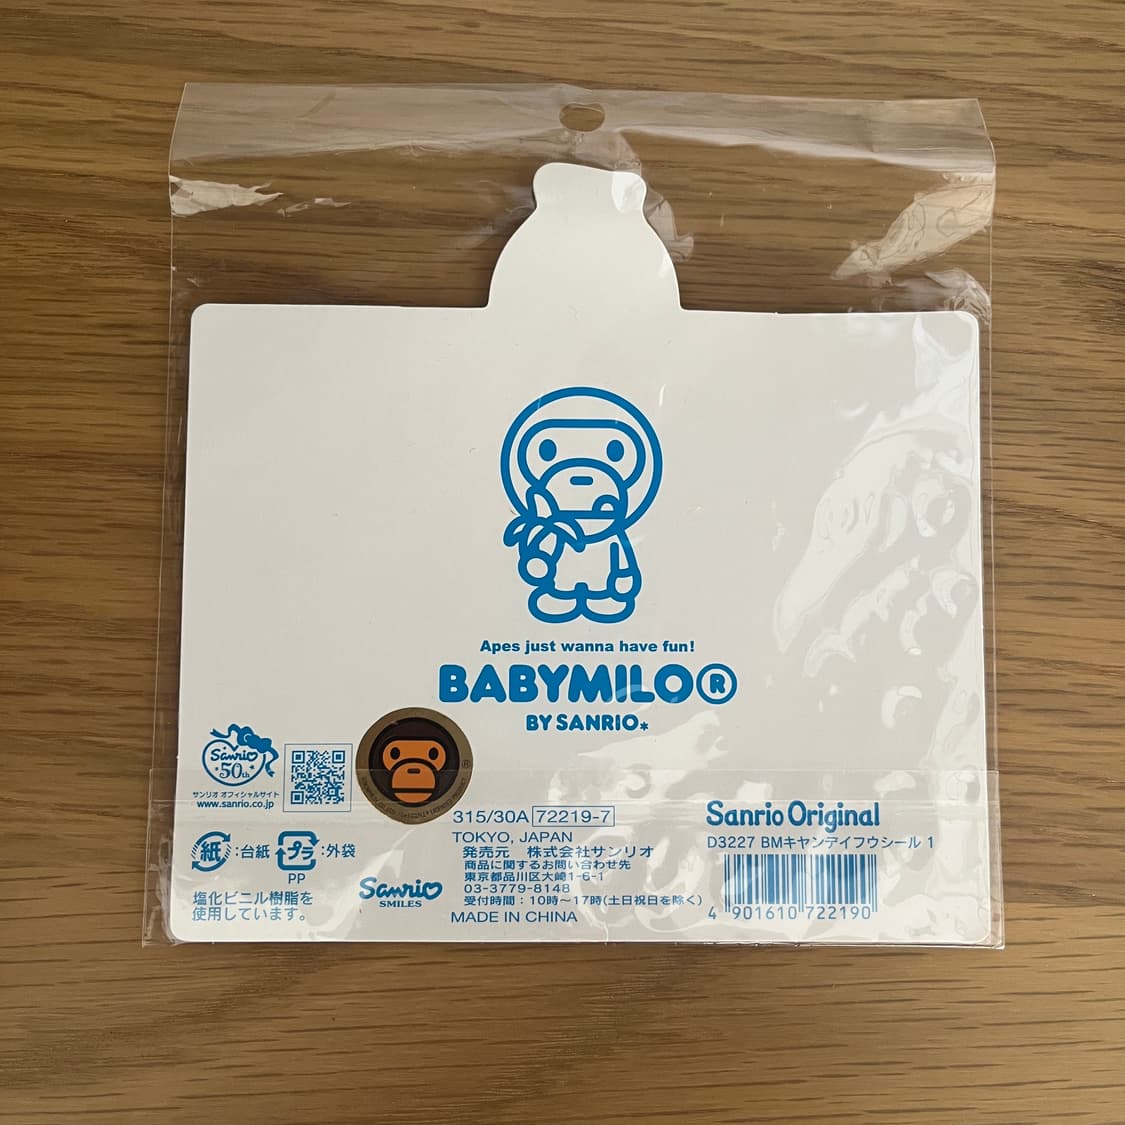 Apes just wanna have fun!
BABYMILO®
BY SANRIO*
Sanrio
50th
サンリオ オフィシャルサイト
www.sanrio.co.jp
®
紙:台紙 プラ:外袋
PP
塩化ビニル樹脂を
使用しています。
Sanrio
SMILES
315/30A 72219-7
TOKYO, JAPAN
発売元 株式会社サンリオ
商品に関するお問い合わせ先
東京都品川区大崎1-6-1
03-3779-8148
受付時間:10時〜17時(土日祝日を除く)
MADE IN CHINA
Sanrio Original
D3227 BMキヤンデイフウシール 1
4 901610 722190